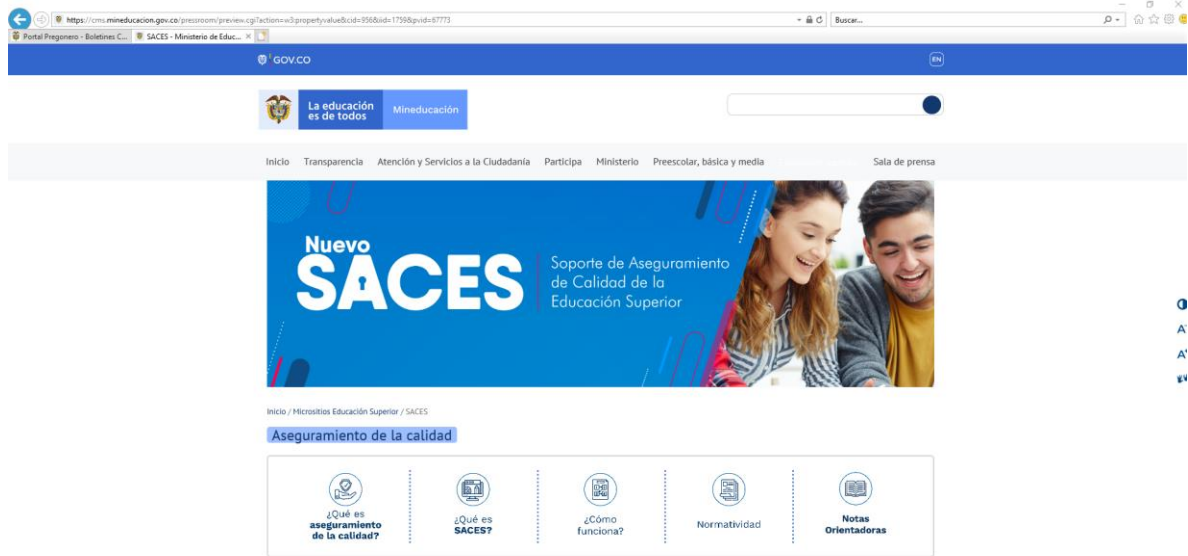 https://cms.mineducacion.gov.co/pressroom/preview.cgi?action=w3:propertyvalue&cid=956&iid=1759&pvid=67773
Buscar...
Portal Pregonero - Boletines C...
SACES - Ministerio de Educ...
GOV.CO
EN
La educación
es de todos
Mineducación
Inicio Transparencia Atención y Servicios a la Ciudadanía Participa Ministerio Preescolar, básica y media Sala de prensa
Nuevo
SACES
Soporte de Aseguramiento
de Calidad de la
Educación Superior
Inicio / Micrositios Educación Superior / SACES
Aseguramiento de la calidad
¿Qué es
aseguramiento
de la calidad?
¿Qué es
SACES?
¿Cómo
funciona?
Normatividad
Notas
Orientadoras